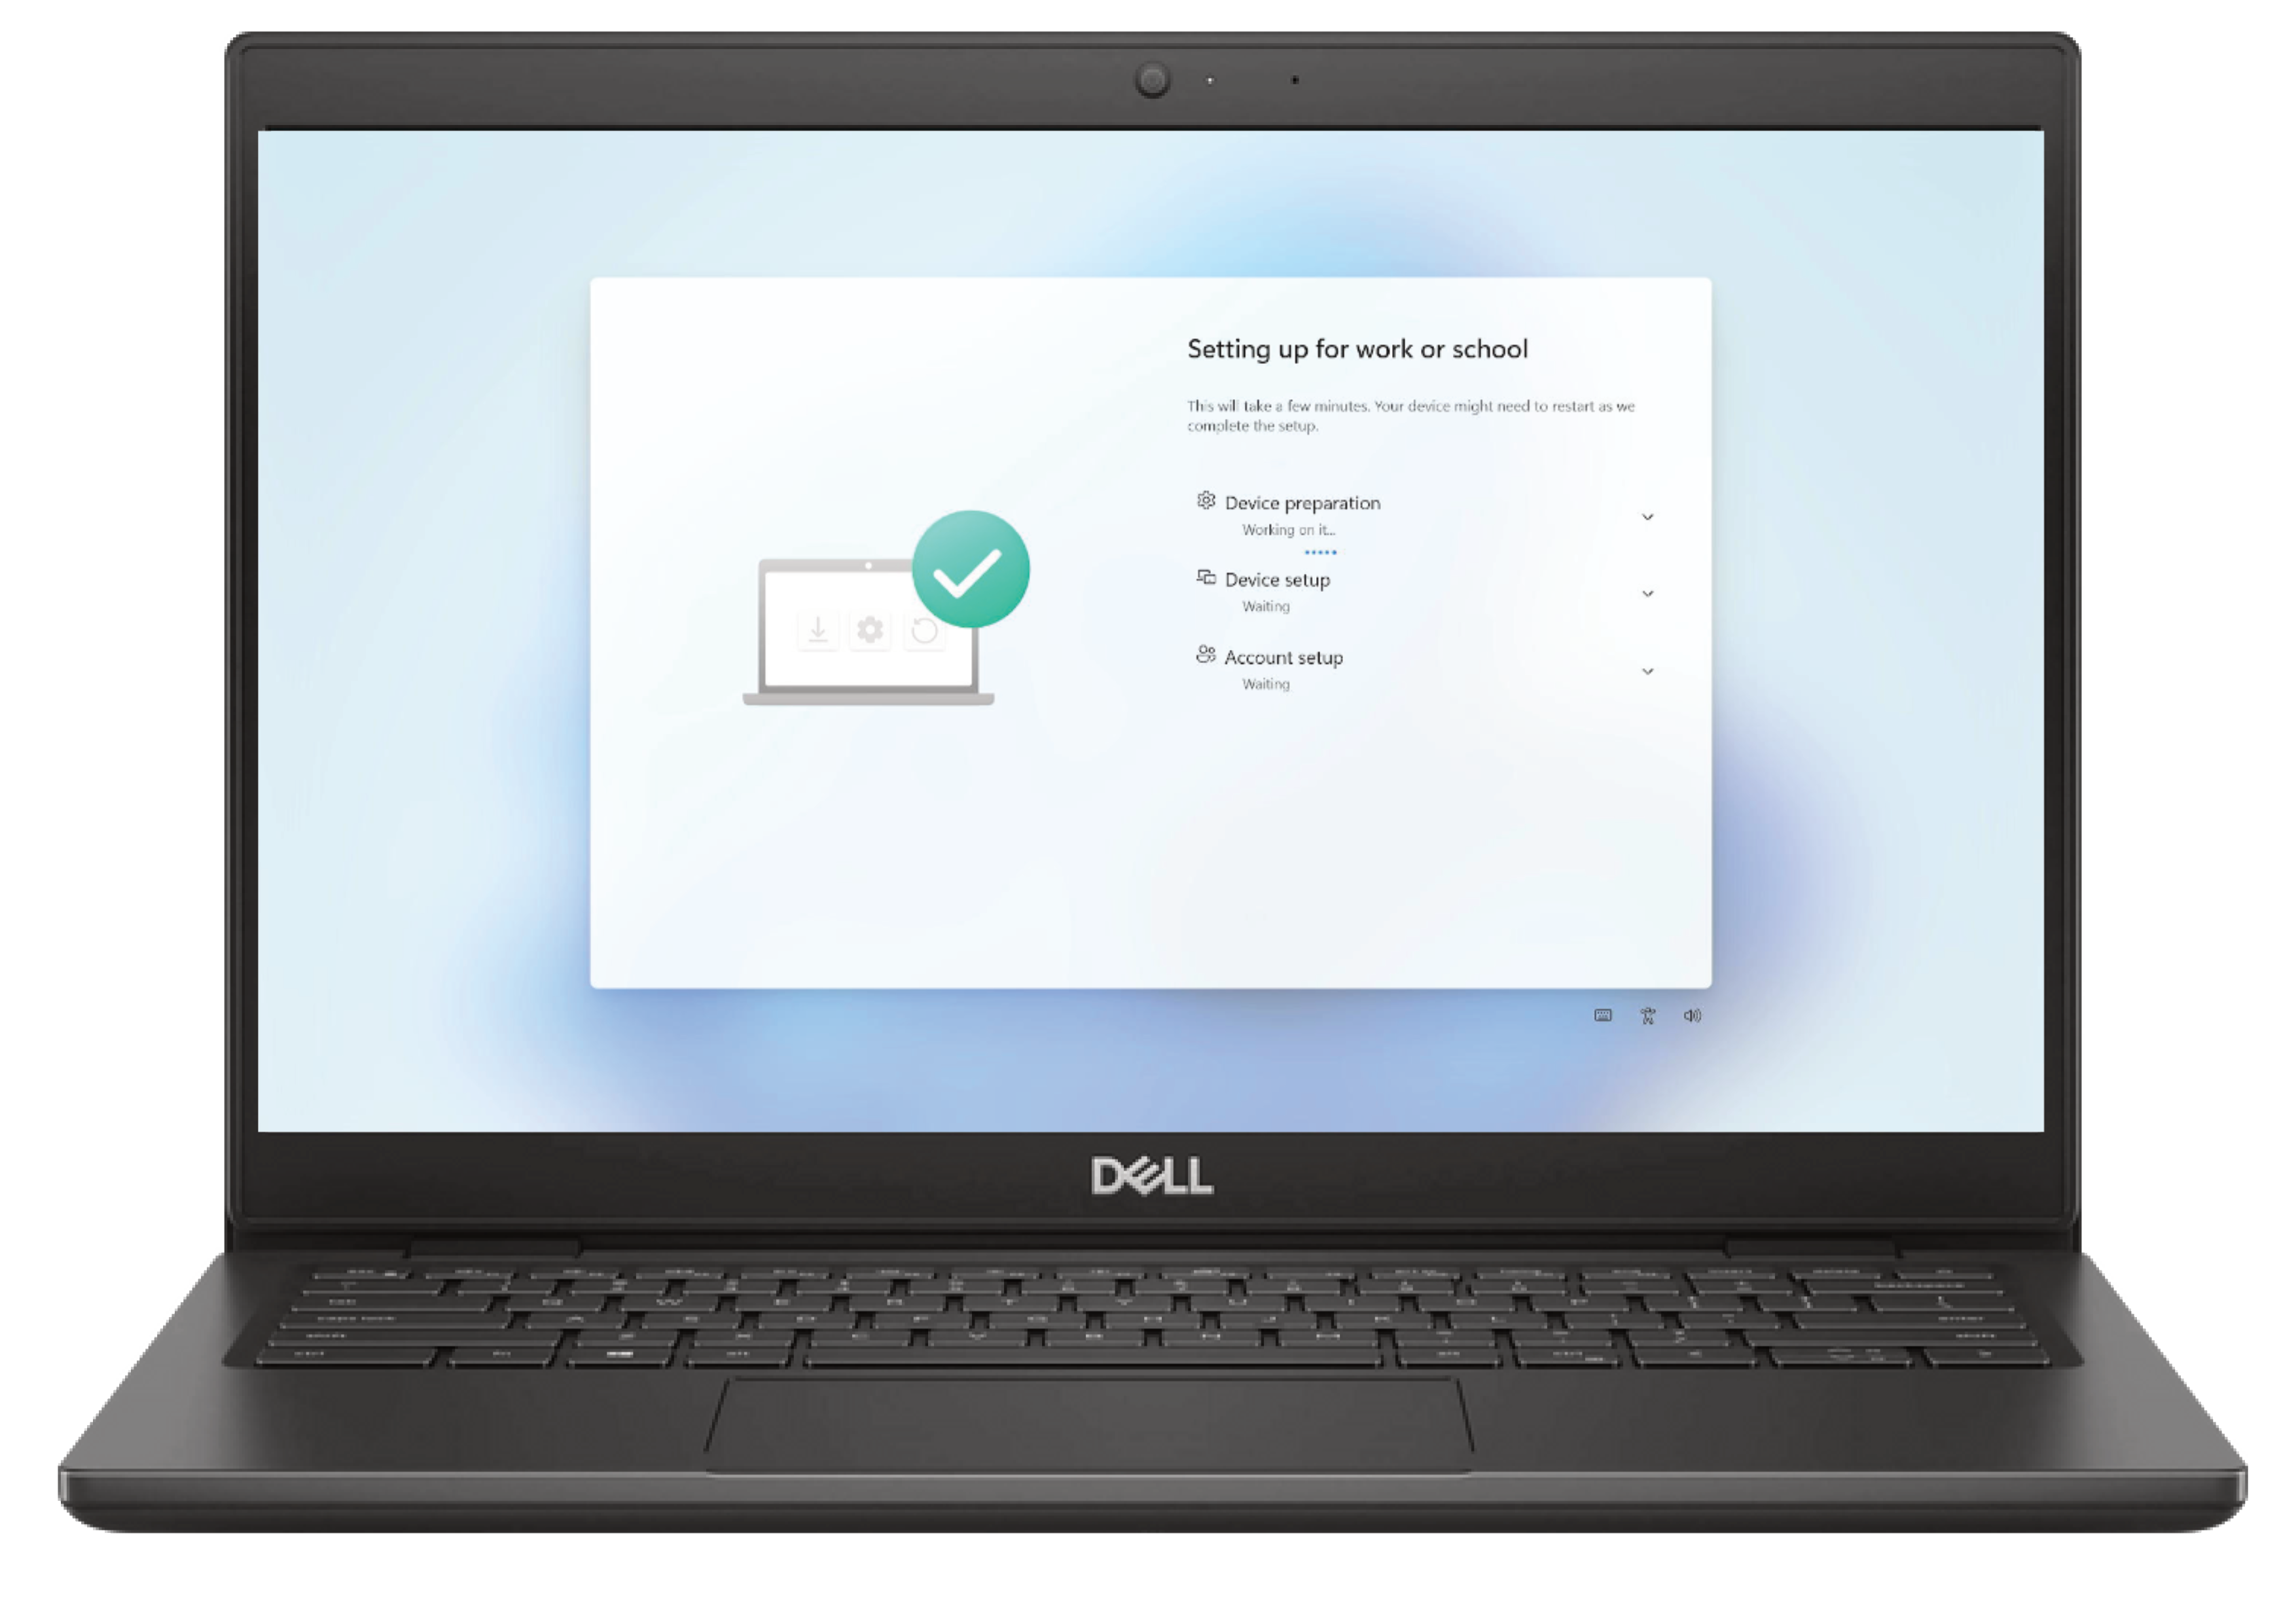 Setting up for work or school
This will take a few minutes. Your device might need to restart as we
complete the setup.
Device preparation
Working on it...
Device setup
Waiting
Account setup
Waiting
DELL